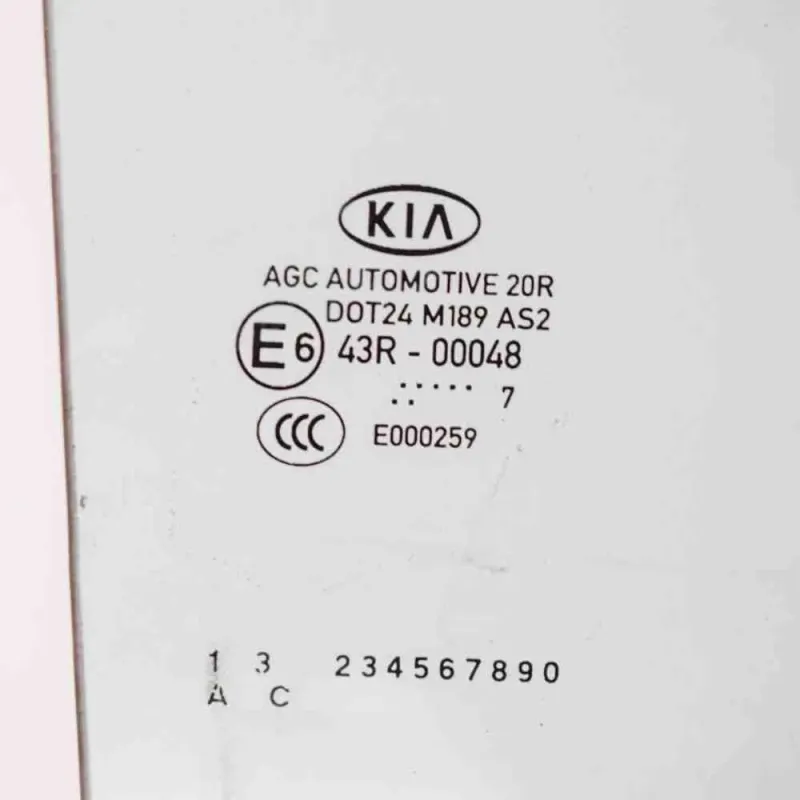 KIA
AGC AUTOMOTIVE 20R
DOT24 M189 AS2
E6 43R - 00048
7
CCC E000259
1 3 234567890
A C